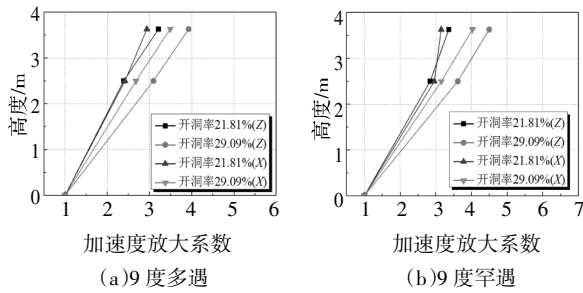 4
3
2
1
0
高度/m
开洞率21.81%(Z)
开洞率29.09%(Z)
开洞率21.81%(X)
开洞率29.09%(X)
1 2 3 4 5 6
加速度放大系数
(a)9 度多遇
4
3
2
1
0
高度/m
开洞率21.81%(Z)
开洞率29.09%(Z)
开洞率21.81%(X)
开洞率29.09%(X)
1 2 3 4 5 6 7
加速度放大系数
(b)9 度罕遇